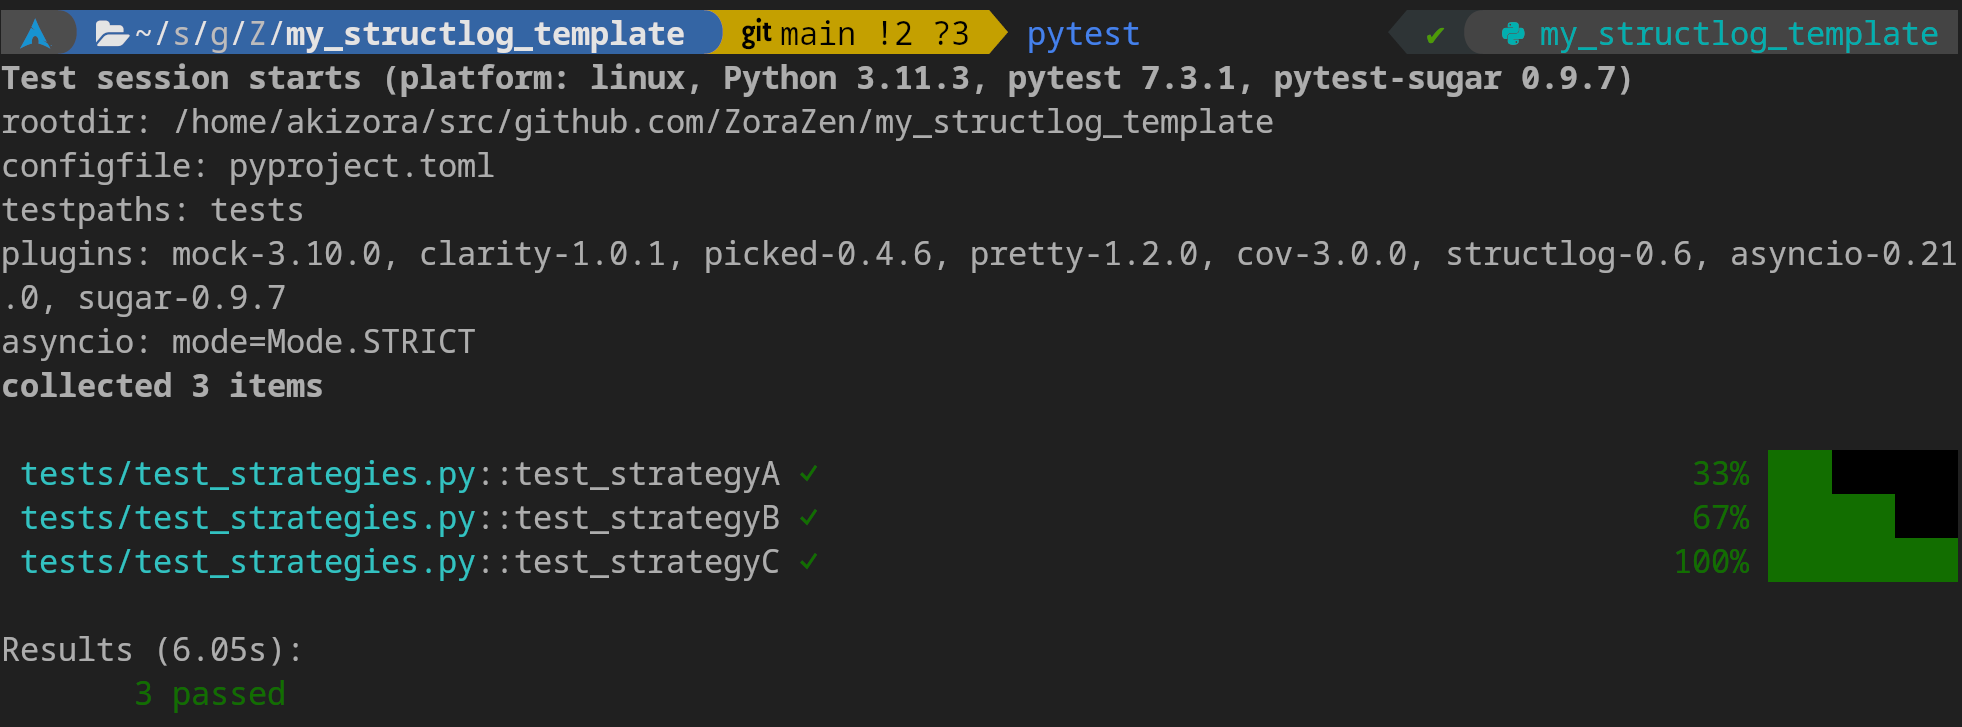 ~/s/g/Z/my_structlog_template git main !2 ?3 pytest ✔ my_structlog_template
Test session starts (platform: linux, Python 3.11.3, pytest 7.3.1, pytest-sugar 0.9.7)
rootdir: /home/akizora/src/github.com/ZoraZen/my_structlog_template
configfile: pyproject.toml
testpaths: tests
plugins: mock-3.10.0, clarity-1.0.1, picked-0.4.6, pretty-1.2.0, cov-3.0.0, structlog-0.6, asyncio-0.21
.0, sugar-0.9.7
asyncio: mode=Mode.STRICT
collected 3 items
tests/test_strategies.py::test_strategyA ✓ 33%
tests/test_strategies.py::test_strategyB ✓ 67%
tests/test_strategies.py::test_strategyC ✓ 100%
Results (6.05s):
3 passed